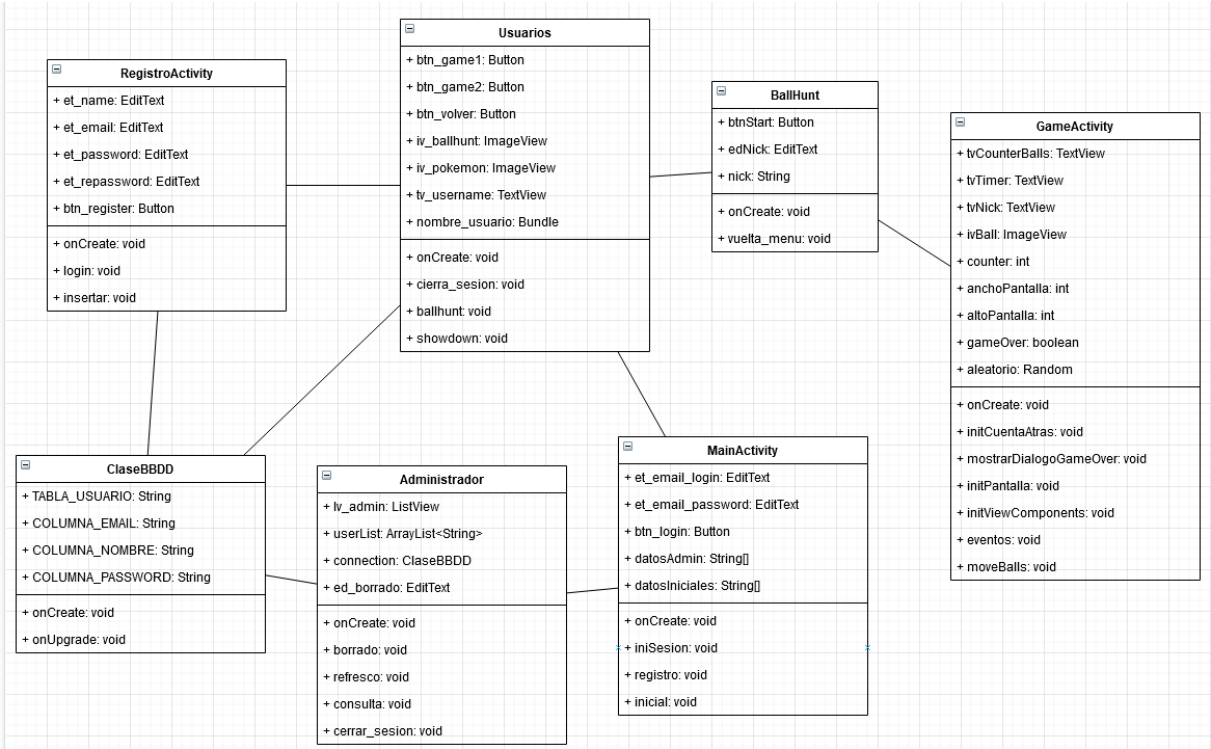 RegistroActivity
+ et_name: EditText
+ et_email: EditText
+ et_password: EditText
+ et_repassword: EditText
+ btn_register: Button
+ onCreate: void
+ login: void
+ insertar: void
Usuarios
+ btn_game1: Button
+ btn_game2: Button
+ btn_volver: Button
+ iv_ballhunt: ImageView
+ iv_pokemon: ImageView
+ tv_username: TextView
+ nombre_usuario: Bundle
+ onCreate: void
+ cierra_sesion: void
+ ballhunt: void
+ showdown: void
BallHunt
+ btnStart: Button
+ edNick: EditText
+ nick: String
+ onCreate: void
+ vuelta_menu: void
GameActivity
+ tvCounterBalls: TextView
+ tvTimer: TextView
+ tvNick: TextView
+ ivBall: ImageView
+ counter: int
+ anchoPantalla: int
+ altoPantalla: int
+ gameOver: boolean
+ aleatorio: Random
+ onCreate: void
+ initCuentaAtras: void
+ mostrarDialogoGameOver: void
+ initPantalla: void
+ initViewComponents: void
+ eventos: void
+ moveBalls: void
ClaseBBDD
+ TABLA_USUARIO: String
+ COLUMNA_EMAIL: String
+ COLUMNA_NOMBRE: String
+ COLUMNA_PASSWORD: String
+ onCreate: void
+ onUpgrade: void
Administrador
+ lv_admin: ListView
+ userList: ArrayList<String>
+ connection: ClaseBBDD
+ ed_borrado: EditText
+ onCreate: void
+ borrado: void
+ refresco: void
+ consulta: void
+ cerrar_sesion: void
MainActivity
+ et_email_login: EditText
+ et_email_password: EditText
+ btn_login: Button
+ datosAdmin: String[]
+ datosIniciales: String[]
+ onCreate: void
+ iniSesion: void
+ registro: void
+ inicial: void